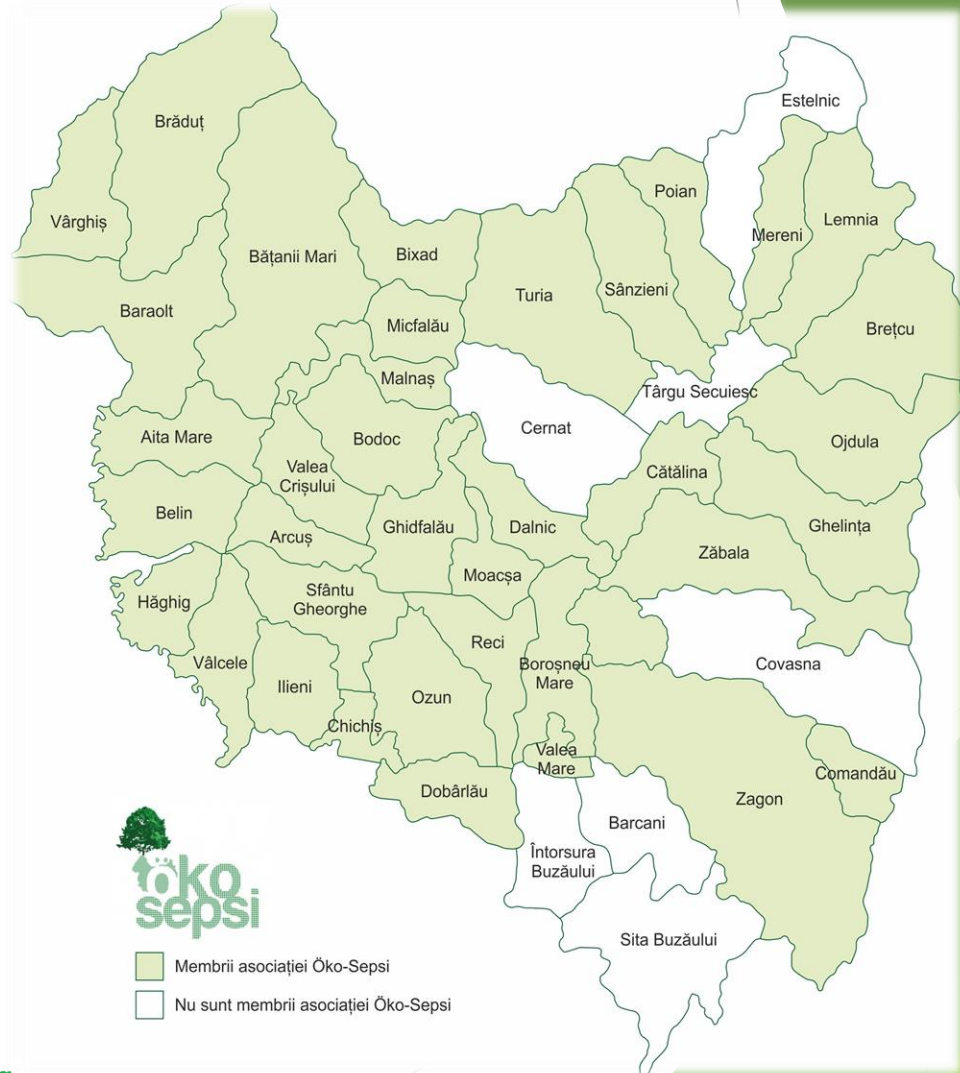 Estelnic
Brăduț
Poian
Vârghiș
Lemnia
Mereni
Bățanii Mari
Bixad
Sânzieni
Turia
Baraolt
Micfalău
Brețcu
Malnaș
Târgu Secuiesc
Cernat
Aita Mare
Bodoc
Ojdula
Valea
Crișului
Cătălina
Belin
Ghidfalău
Dalnic
Ghelința
Arcuș
Zăbala
Moacșa
Sfântu
Gheorghe
Hăghig
Reci
Vâlcele
Boroșneu
Mare
Covasna
Ilieni
Ozun
Chichiș
Valea
Mare
Comandău
Dobârlău
Zagon
Barcani
Întorsura
Buzăului
Sita Buzăului
öko
sepsi
Membrii asociației Öko-Sepsi
Nu sunt membrii asociației Öko-Sepsi